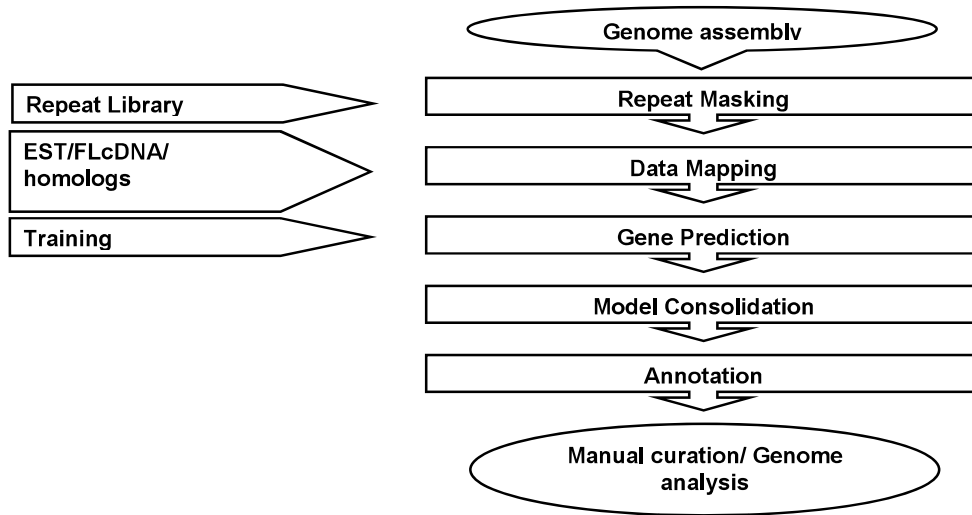 Genome assembly
Repeat Library
Repeat Masking
EST/FLcDNA/
homologs
Data Mapping
Training
Gene Prediction
Model Consolidation
Annotation
Manual curation/ Genome
analysis